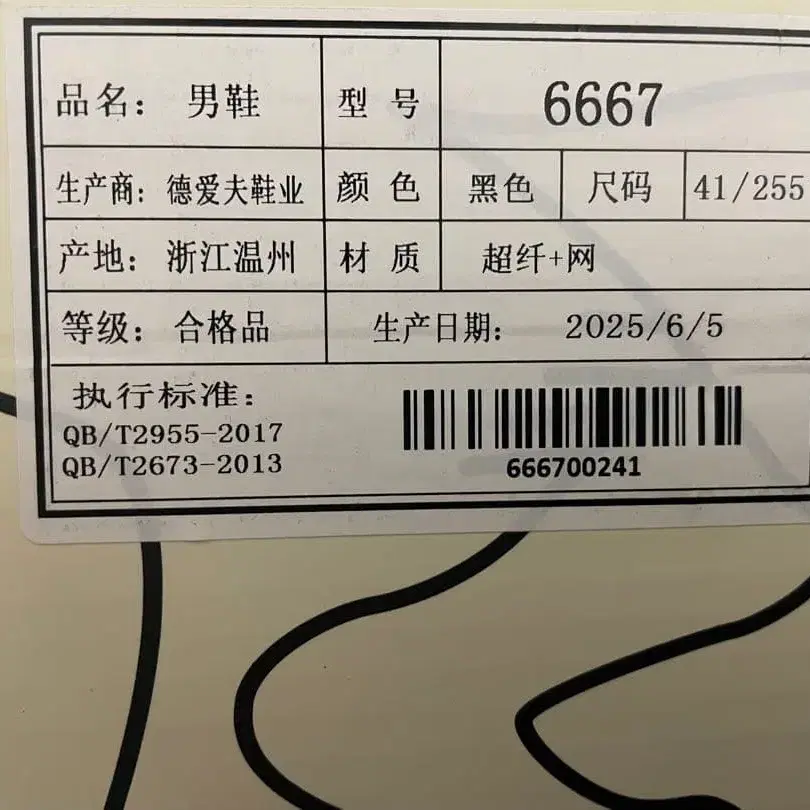 品名： 男鞋 型 号 6667
生产商： 德爱夫鞋业 颜 色 黑色 尺码 41/255
产地： 浙江温州 材 质 超纤+网
等级： 合格品 生产日期： 2025/6/5
执行标准：
QB/T2955-2017
QB/T2673-2013
666700241